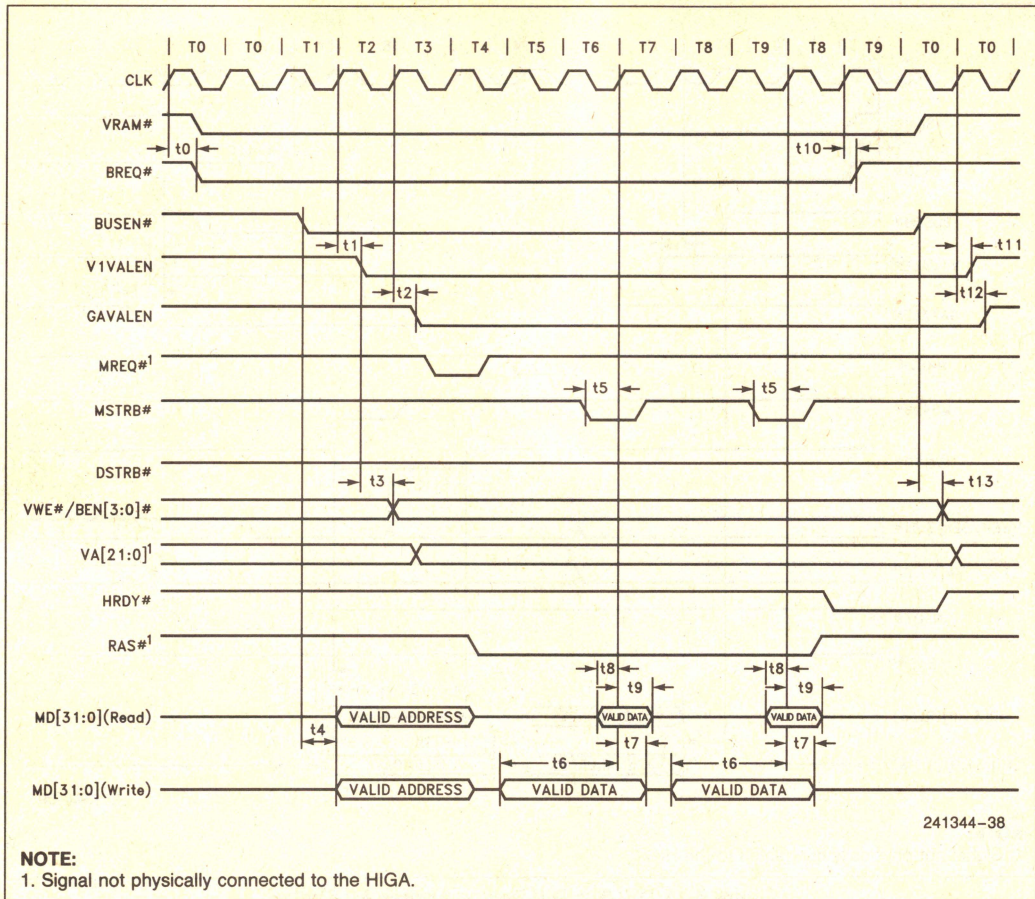 T0 T0 T1 T2 T3 T4 T5 T6 T7 T8 T9 T8 T9 T0 T0
CLK
VRAM#
t0 t10
BREQ#
BUSEN#
t1 t11
V1VALEN
t2 t12
GAVALEN
MREQ#1
t5 t5
MSTRB#
DSTRB#
t3 t13
VWE#/BEN[3:0]#
VA[21:0]1
HRDY#
RAS#1
t8 t8
t9 t9
MD[31:0](Read) VALID ADDRESS VALID DATA VALID DATA
t4 t7 t7
t6 t6
MD[31:0](Write) VALID ADDRESS VALID DATA VALID DATA
241344-38
NOTE:
1. Signal not physically connected to the HIGA.